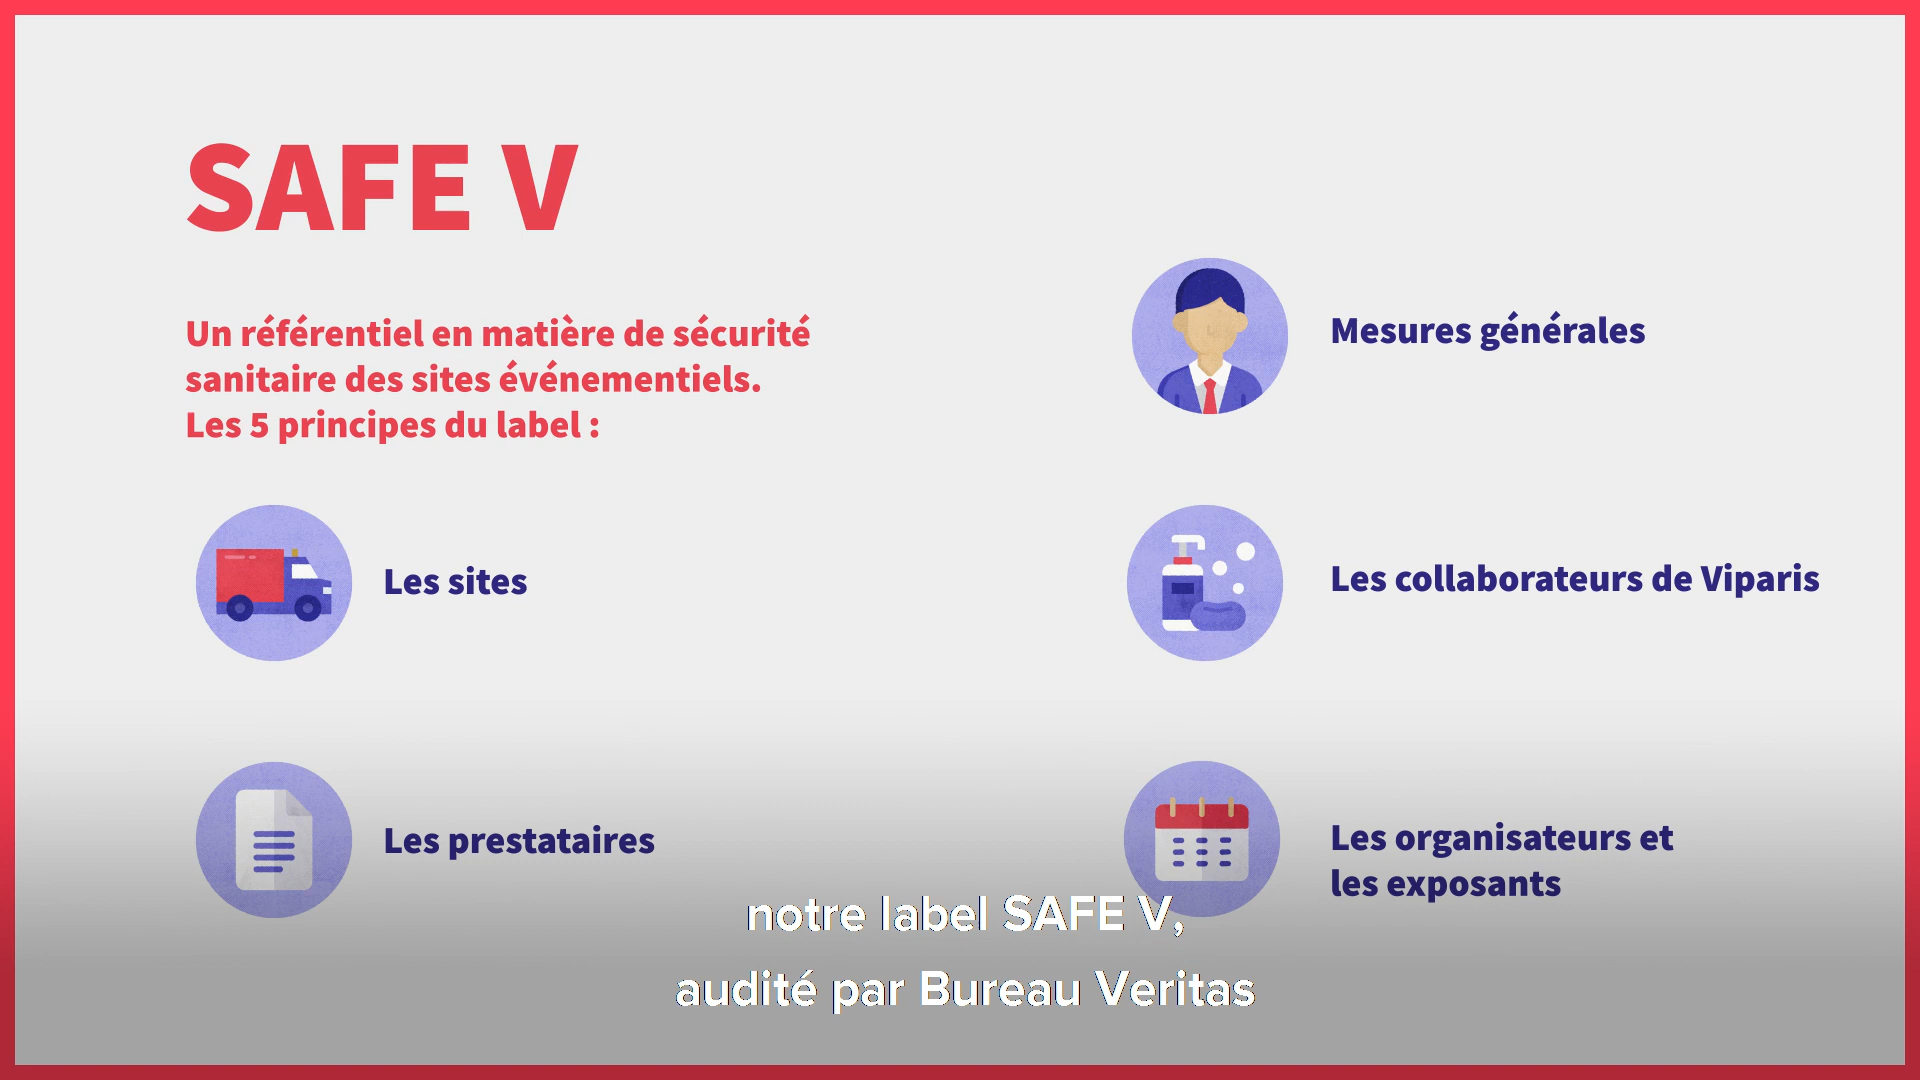 SAFE V
Un référentiel en matière de sécurité
sanitaire des sites événementiels.
Les 5 principes du label :
Les sites
Les prestataires
Mesures générales
Les collaborateurs de Viparis
Les organisateurs et
les exposants
notre label SAFE V,
audité par Bureau Veritas